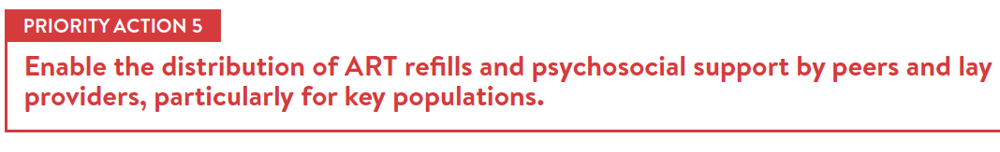 PRIORITY ACTION 5
Enable the distribution of ART refills and psychosocial support by peers and lay
providers, particularly for key populations.